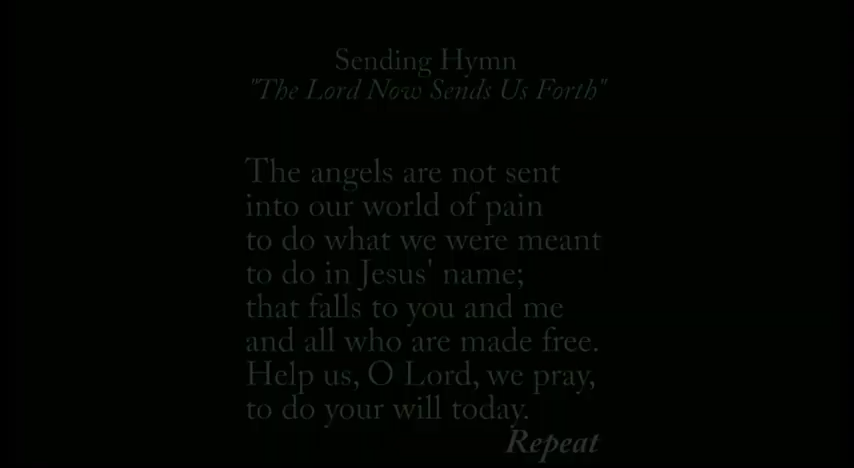 Sending Hymn
"The Lord Now Sends Us Forth"
The angels are not sent
into our world of pain
to do what we were meant
to do in Jesus' name;
that falls to you and me
and all who are made free.
Help us, O Lord, we pray,
to do your will today.
Repeat